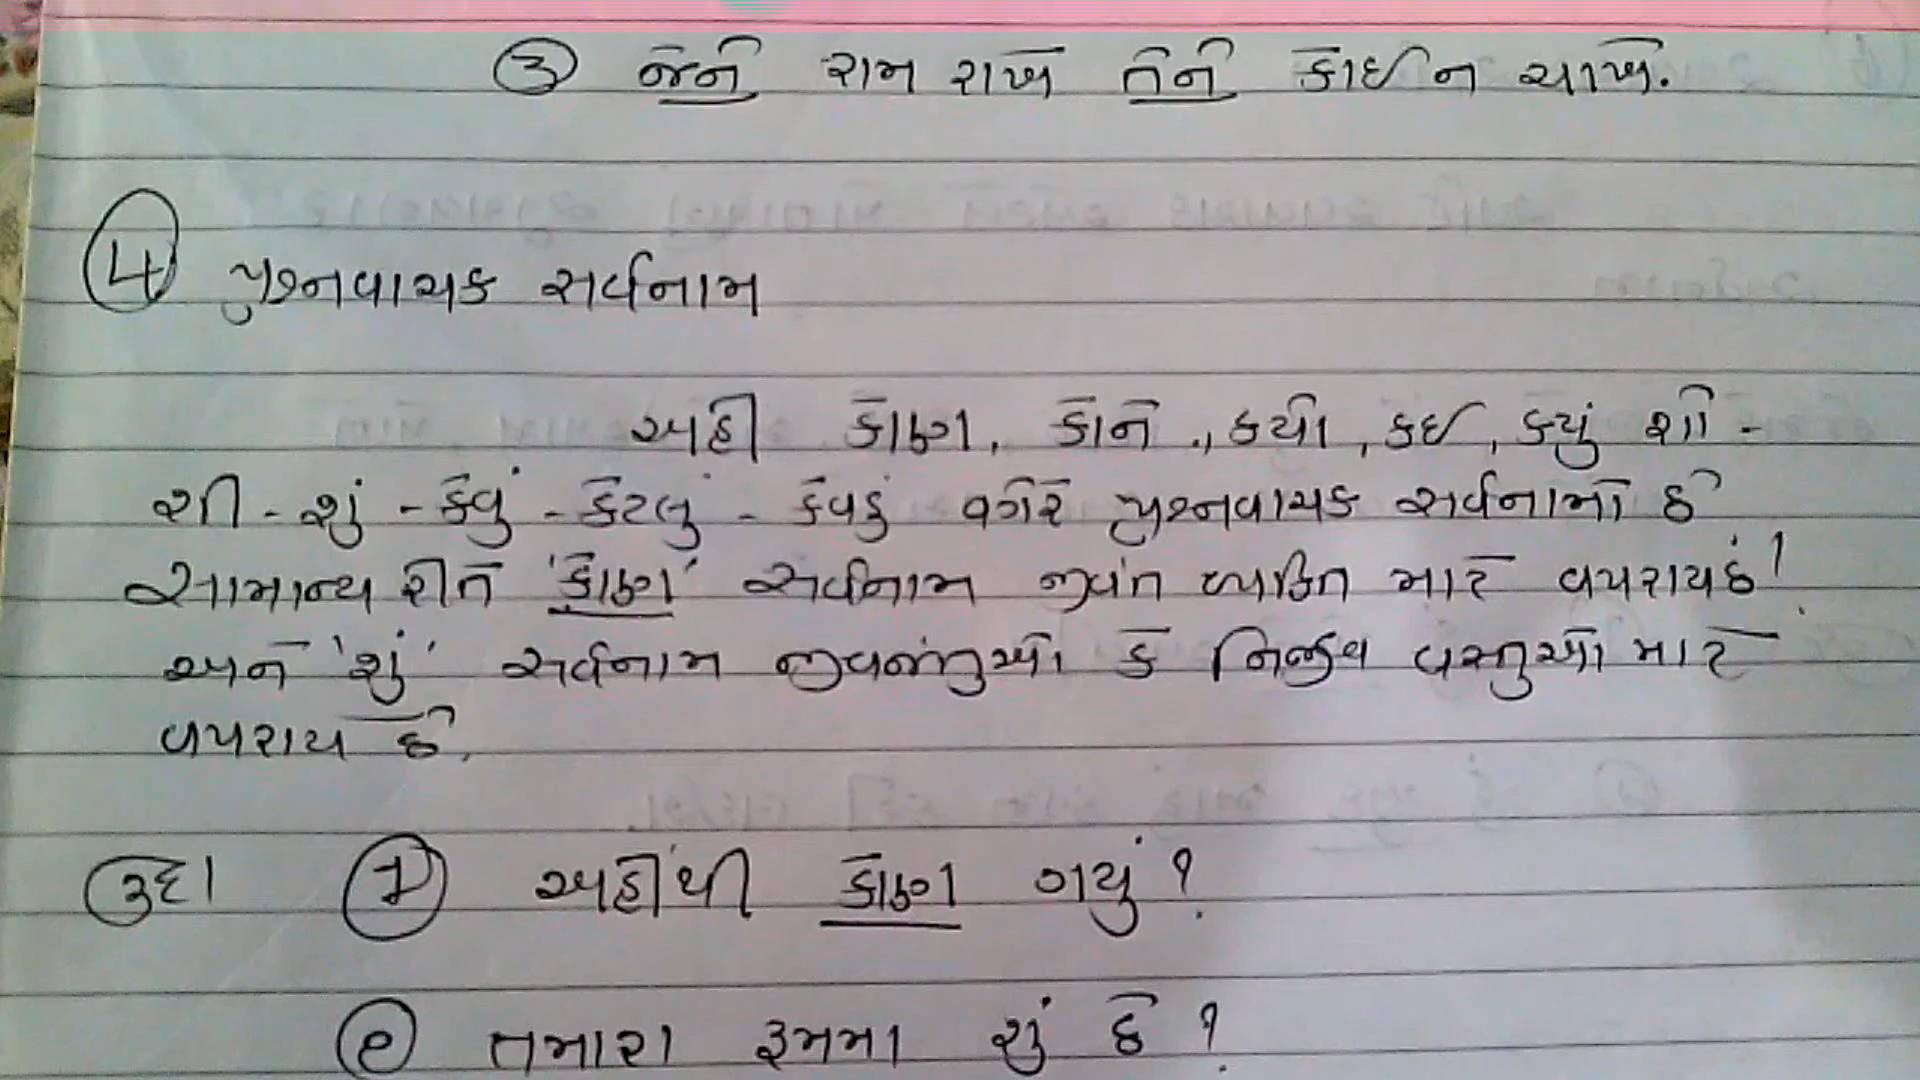 ③ જેને રામ રાખે તેને કોઈ ન ચાખે.
④ પ્રશ્નવાચક સર્વનામ
અહી કોણ, કોને, કયો, કઈ, કયું શો -
શી - શું - કેવું - કેટલું - કેવડું વગેરે પ્રશ્નવાચક સર્વનામો છે
સામાન્ય રીતે 'કોણ' સર્વનામ જીવંત વ્યકિત માટે વપરાય છે.
અને 'શું' સર્વનામ જીવજંતુઓ કે નિર્જીવ વસ્તુઓ માટે
વપરાય છે.
ઉદા ① અહીંથી કોણ ગયું ?
② તમારા રૂમમા શું છે ?